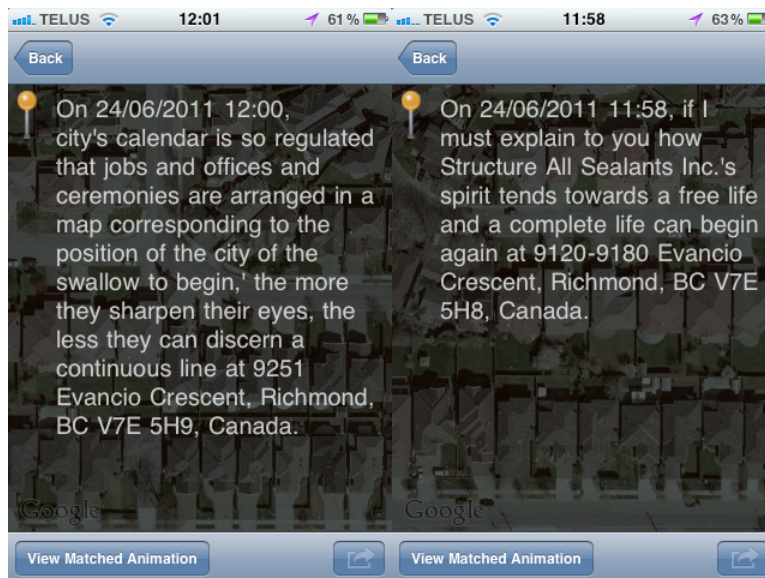 TELUS 12:01 61%
Back
On 24/06/2011 12:00,
city's calendar is so regulated
that jobs and offices and
ceremonies are arranged in a
map corresponding to the
position of the city of the
swallow to begin,' the more
they sharpen their eyes, the
less they can discern a
continuous line at 9251
Evancio Crescent, Richmond,
BC V7E 5H9, Canada.
Google
View Matched Animation
TELUS 11:58 63%
Back
On 24/06/2011 11:58, if I
must explain to you how
Structure All Sealants Inc.'s
spirit tends towards a free life
and a complete life can begin
again at 9120-9180 Evancio
Crescent, Richmond, BC V7E
5H8, Canada.
Google
View Matched Animation